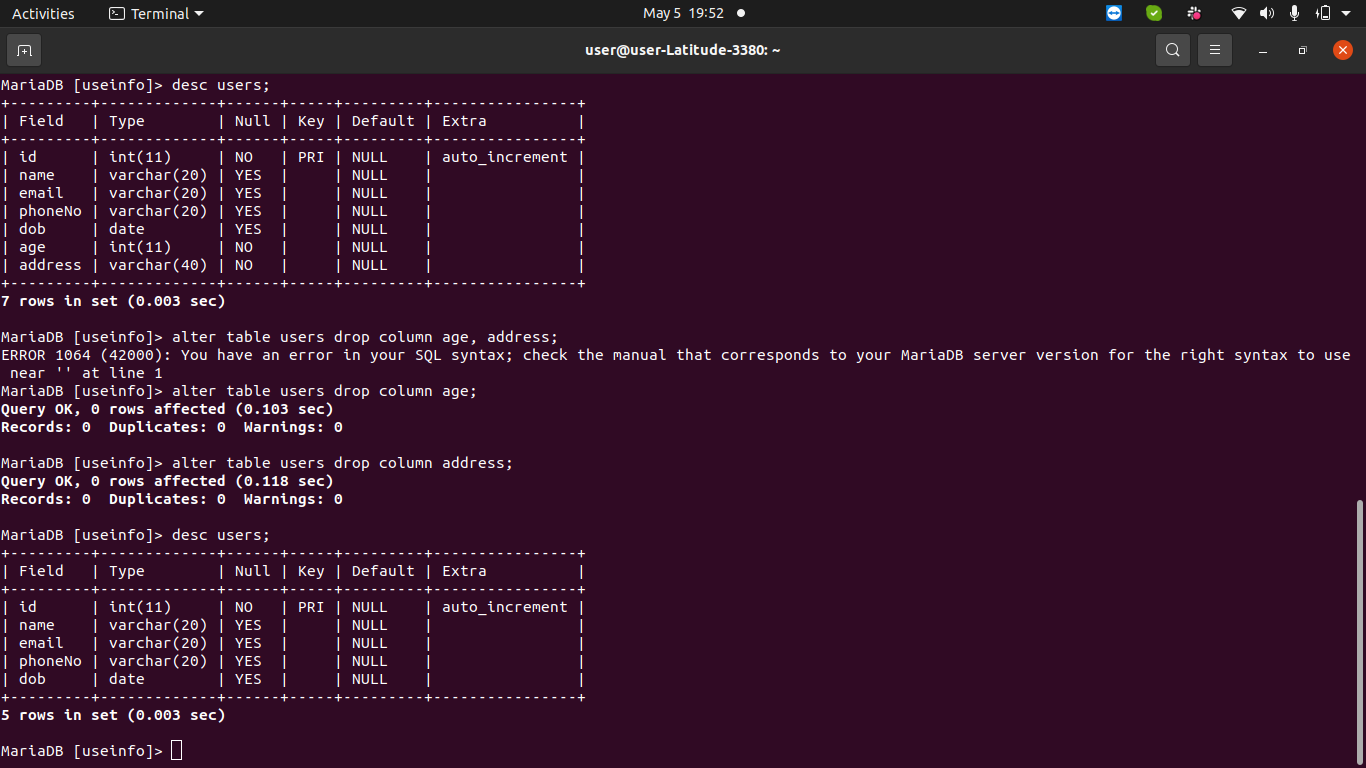 Activities Terminal May 5 19:52
user@user-Latitude-3380: ~
MariaDB [useinfo]> desc users;
+---------+-------------+------+-----+---------+----------------+
| Field   | Type        | Null | Key | Default | Extra          |
+---------+-------------+------+-----+---------+----------------+
| id      | int(11)     | NO   | PRI | NULL    | auto_increment |
| name    | varchar(20) | YES  |     | NULL    |                |
| email   | varchar(20) | YES  |     | NULL    |                |
| phoneNo | varchar(20) | YES  |     | NULL    |                |
| dob     | date        | YES  |     | NULL    |                |
| age     | int(11)     | NO   |     | NULL    |                |
| address | varchar(40) | NO   |     | NULL    |                |
+---------+-------------+------+-----+---------+----------------+
7 rows in set (0.003 sec)
MariaDB [useinfo]> alter table users drop column age, address;
ERROR 1064 (42000): You have an error in your SQL syntax; check the manual that corresponds to your MariaDB server version for the right syntax to use
 near '' at line 1
MariaDB [useinfo]> alter table users drop column age;
Query OK, 0 rows affected (0.103 sec)
Records: 0  Duplicates: 0  Warnings: 0
MariaDB [useinfo]> alter table users drop column address;
Query OK, 0 rows affected (0.118 sec)
Records: 0  Duplicates: 0  Warnings: 0
MariaDB [useinfo]> desc users;
+---------+-------------+------+-----+---------+----------------+
| Field   | Type        | Null | Key | Default | Extra          |
+---------+-------------+------+-----+---------+----------------+
| id      | int(11)     | NO   | PRI | NULL    | auto_increment |
| name    | varchar(20) | YES  |     | NULL    |                |
| email   | varchar(20) | YES  |     | NULL    |                |
| phoneNo | varchar(20) | YES  |     | NULL    |                |
| dob     | date        | YES  |     | NULL    |                |
+---------+-------------+------+-----+---------+----------------+
5 rows in set (0.003 sec)
MariaDB [useinfo]>